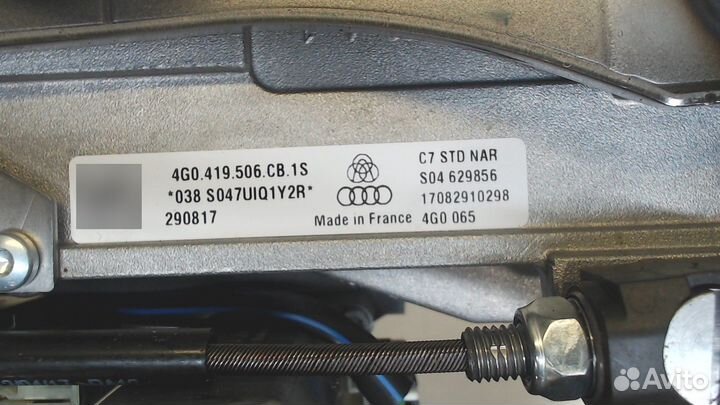 4G0.419.506.CB.1S
*038 S047UIQ1Y2R*
290817
Made in France
C7 STD NAR
S04 629856
17082910298
4G0 065
Avito